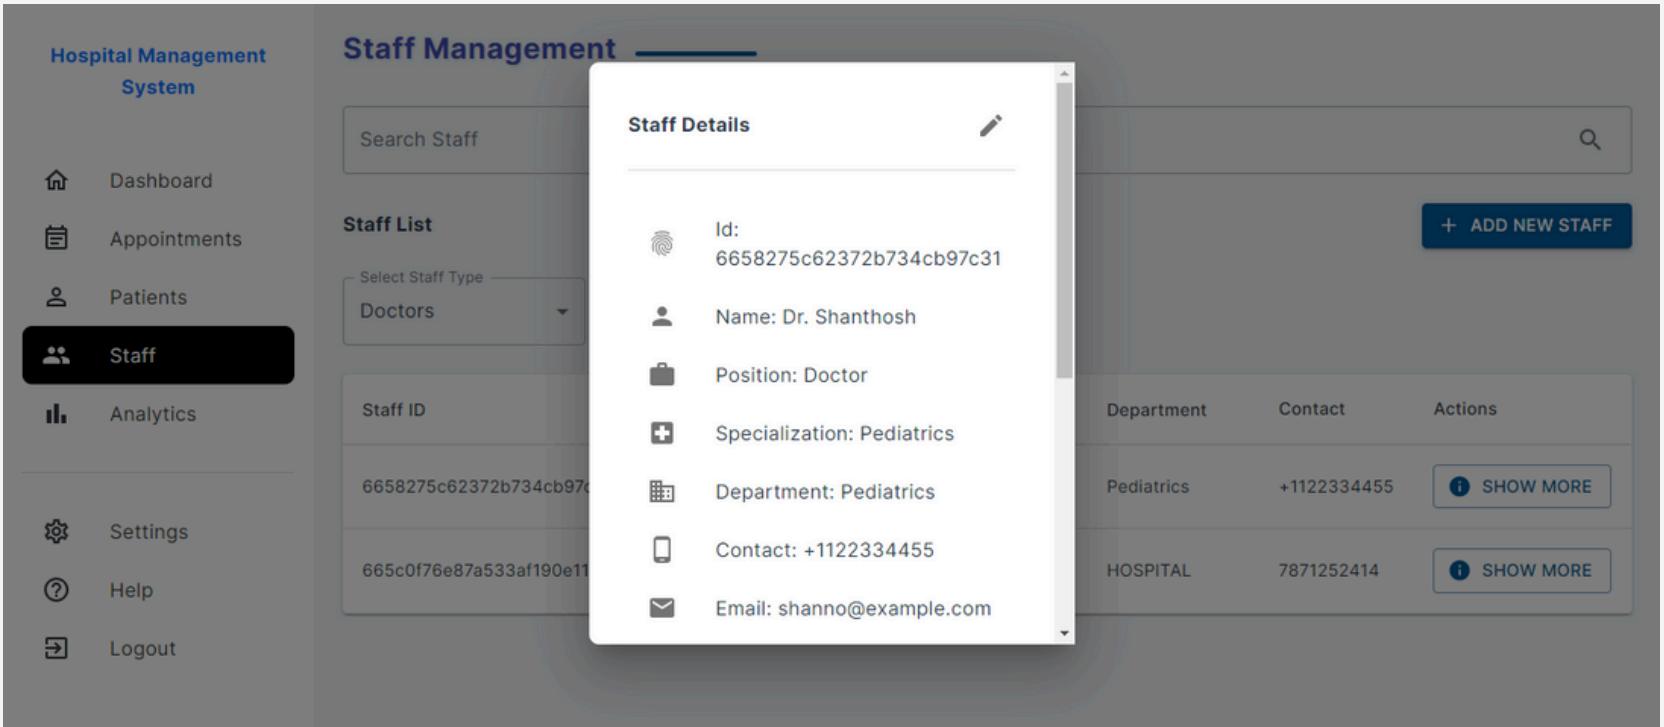 Hospital Management
System
Dashboard
Appointments
Patients
Staff
Analytics
Settings
Help
Logout
Staff Management
Search Staff
Staff List
+ ADD NEW STAFF
Select Staff Type
Doctors
Staff ID Department Contact Actions
6658275c62372b734cb97 Pediatrics +1122334455 SHOW MORE
665c0f76e87a533af190e11 HOSPITAL 7871252414 SHOW MORE
Staff Details
Id:
6658275c62372b734cb97c31
Name: Dr. Shanthosh
Position: Doctor
Specialization: Pediatrics
Department: Pediatrics
Contact: +1122334455
Email: shanno@example.com